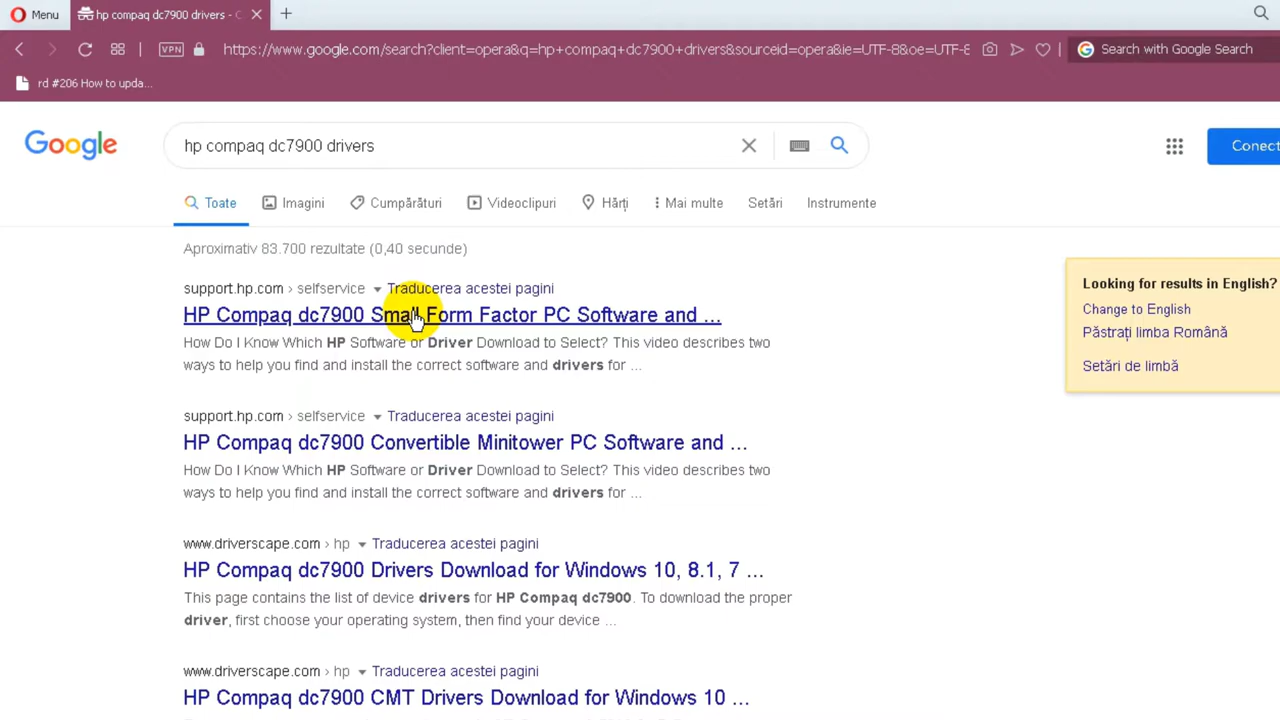 Menu
hp compaq dc7900 drivers - G
VPN
https://www.google.com/search?client=opera&q=hp+compaq+dc7900+drivers&sourceid=opera&ie=UTF-8&oe=UTF-8
Search with Google Search
rd #206 How to upda...
Google
hp compaq dc7900 drivers
Conect
Toate
Imagini
Cumpărături
Videoclipuri
Hărți
Mai multe
Setări
Instrumente
Aproximativ 83.700 rezultate (0,40 secunde)
support.hp.com › selfservice Traducerea acestei pagini
HP Compaq dc7900 Small Form Factor PC Software and ...
How Do I Know Which HP Software or Driver Download to Select? This video describes two
ways to help you find and install the correct software and drivers for ...
support.hp.com › selfservice Traducerea acestei pagini
HP Compaq dc7900 Convertible Minitower PC Software and ...
How Do I Know Which HP Software or Driver Download to Select? This video describes two
ways to help you find and install the correct software and drivers for ...
www.driverscape.com › hp Traducerea acestei pagini
HP Compaq dc7900 Drivers Download for Windows 10, 8.1, 7 ...
This page contains the list of device drivers for HP Compaq dc7900. To download the proper
driver, first choose your operating system, then find your device ...
www.driverscape.com › hp Traducerea acestei pagini
HP Compaq dc7900 CMT Drivers Download for Windows 10 ...
Looking for results in English?
Change to English
Păstrați limba Română
Setări de limbă